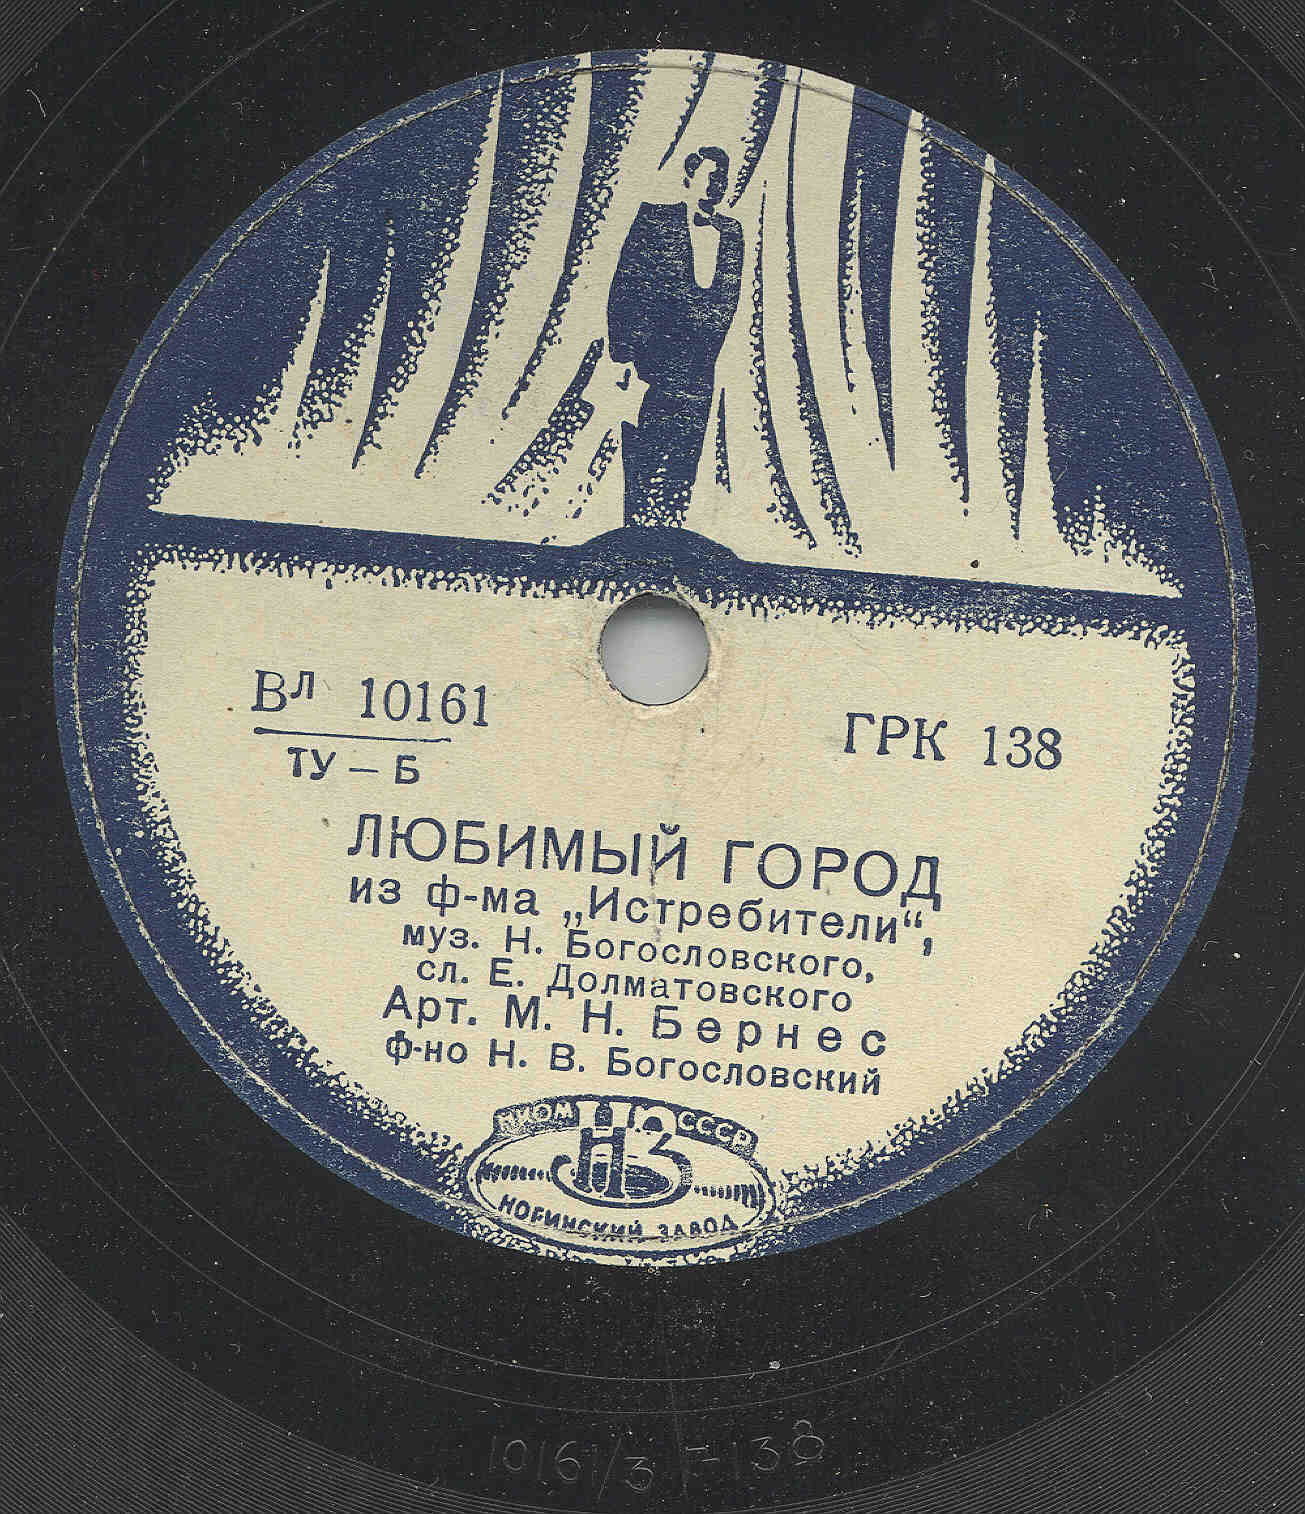 Вл 10161
ГРК 138
ТУ – Б
ЛЮБИМЫЙ ГОРОД
из ф-ма „Истребители“,
муз. Н. Богословского,
сл. Е. Долматовского
Арт. М. Н. Бернес
ф-но Н. В. Богословский
НЗ
СССР
НОГИНСКИЙ ЗАВОД
10161/3 Г-138